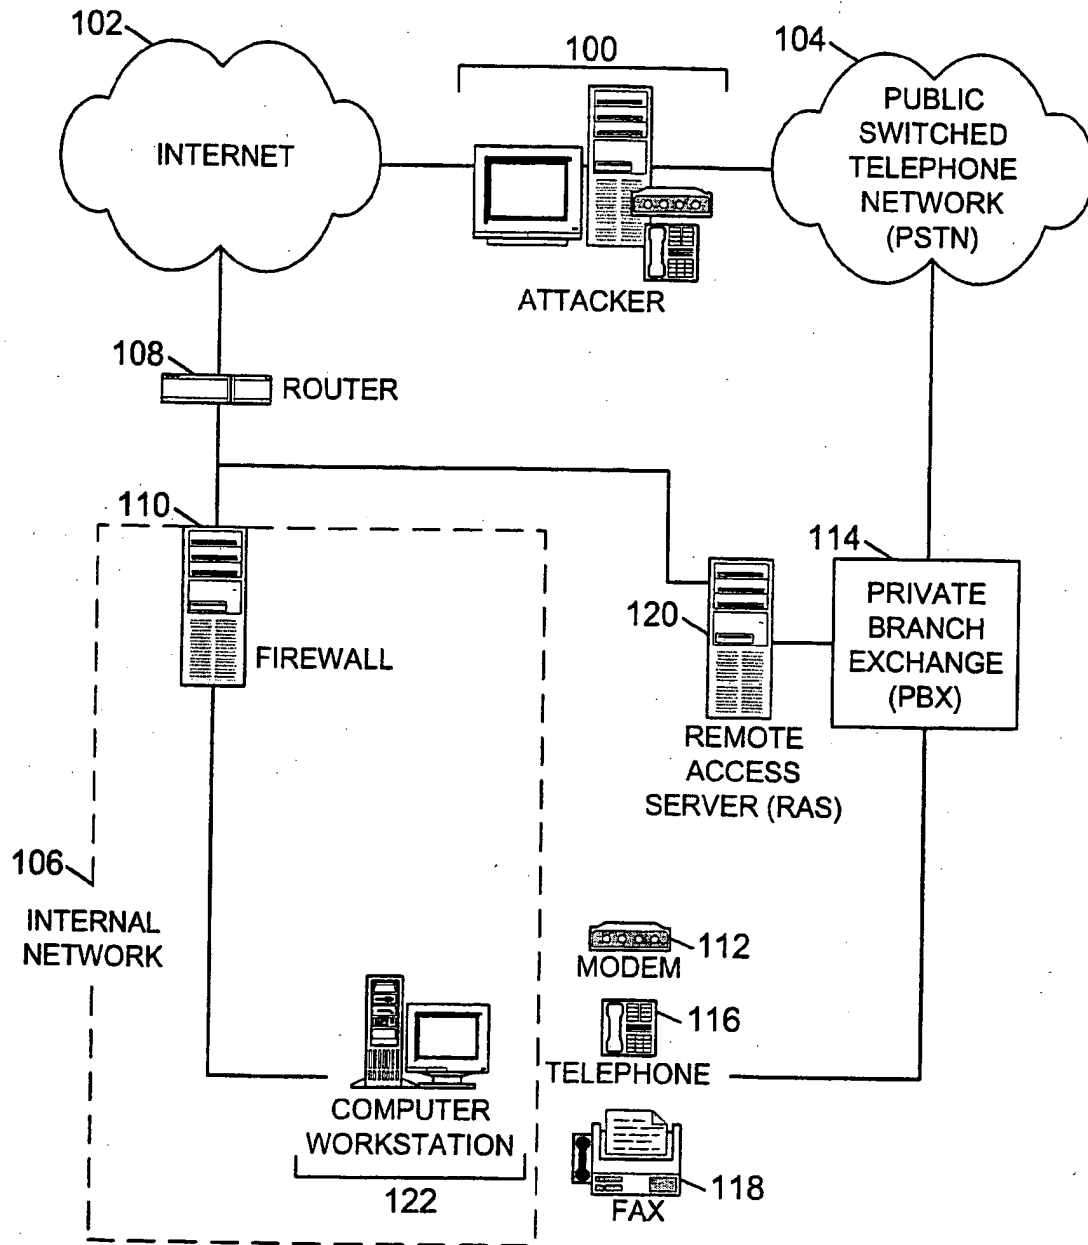 102
INTERNET
100
ATTACKER
104
PUBLIC
SWITCHED
TELEPHONE
NETWORK
(PSTN)
108
ROUTER
110
FIREWALL
114
PRIVATE
BRANCH
EXCHANGE
(PBX)
120
REMOTE
ACCESS
SERVER (RAS)
106
INTERNAL
NETWORK
112
MODEM
116
TELEPHONE
COMPUTER
WORKSTATION
122
118
FAX